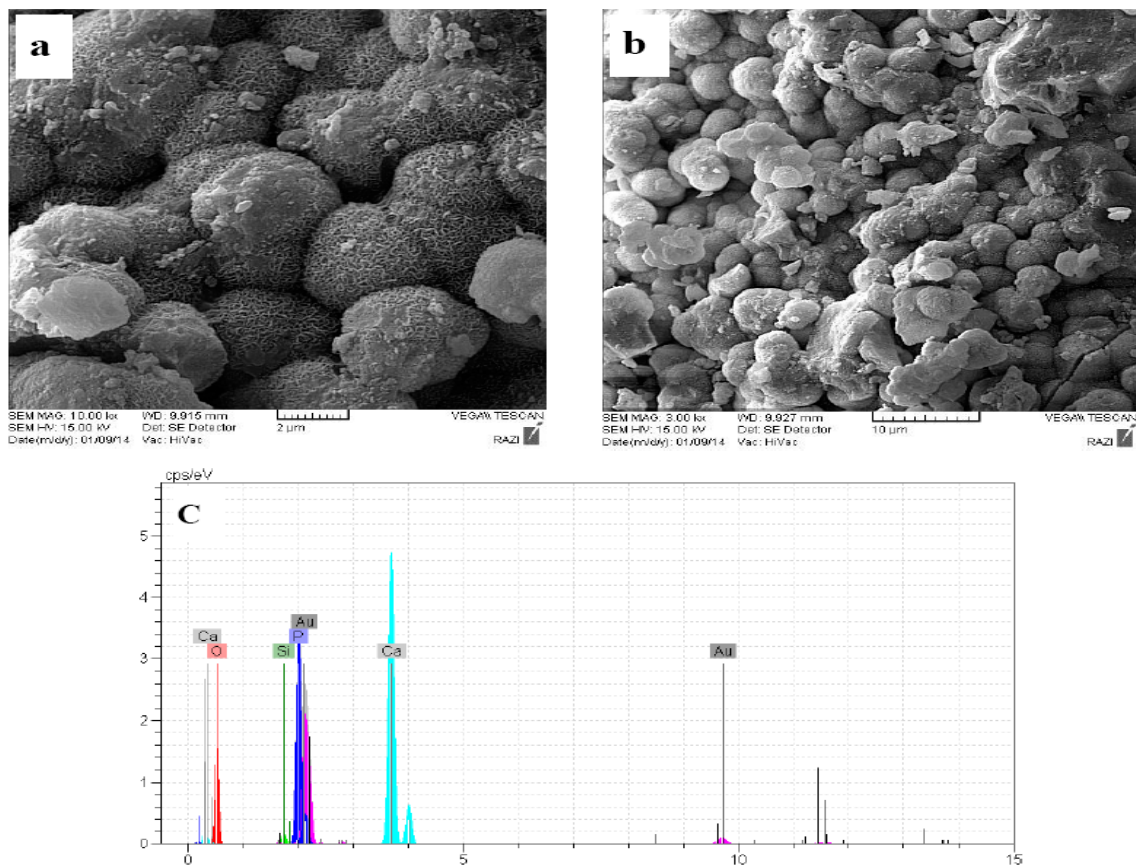 a
SEM MAG: 10.00 kx WD: 9.915 mm
SEM HV: 15.00 kV Det: SE Detector 2 µm
Date(m/d/y): 01/09/14 Vac: HiVac
VEGA\\ TESCAN
RAZI
b
SEM MAG: 3.00 kx WD: 9.927 mm
SEM HV: 15.00 kV Det: SE Detector 10 µm
Date(m/d/y): 01/09/14 Vac: HiVac
VEGA\\ TESCAN
RAZI
cps/eV
C
5
4
3
2
1
0
Au
Ca P
O Si Ca Au
0 5 10 15